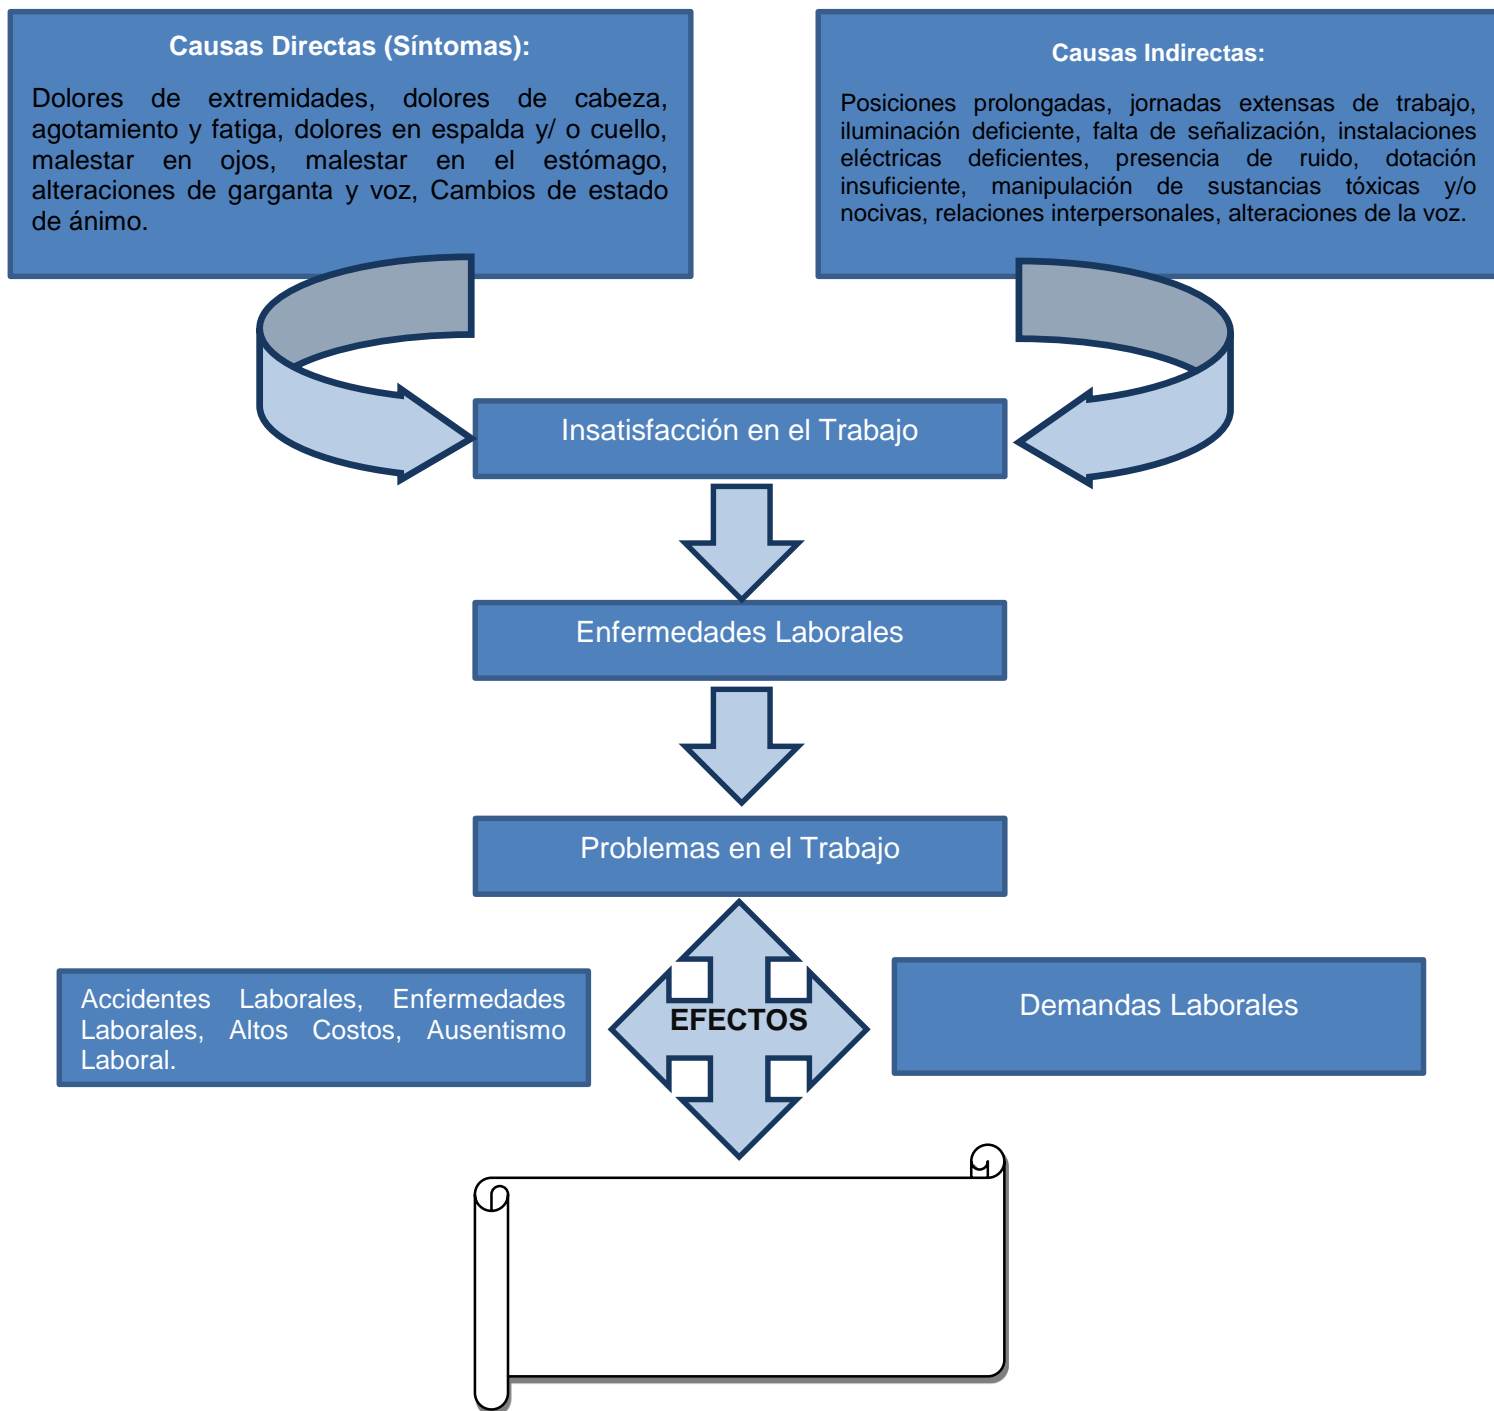 Causas Directas (Síntomas):
Dolores de extremidades, dolores de cabeza,
agotamiento y fatiga, dolores en espalda y/ o cuello,
malestar en ojos, malestar en el estómago,
alteraciones de garganta y voz, Cambios de estado
de ánimo.
Causas Indirectas:
Posiciones prolongadas, jornadas extensas de trabajo,
iluminación deficiente, falta de señalización, instalaciones
eléctricas deficientes, presencia de ruido, dotación
insuficiente, manipulación de sustancias tóxicas y/o
nocivas, relaciones interpersonales, alteraciones de la voz.
Insatisfacción en el Trabajo
Enfermedades Laborales
Problemas en el Trabajo
Accidentes Laborales, Enfermedades
Laborales, Altos Costos, Ausentismo
Laboral.
EFECTOS
Demandas Laborales